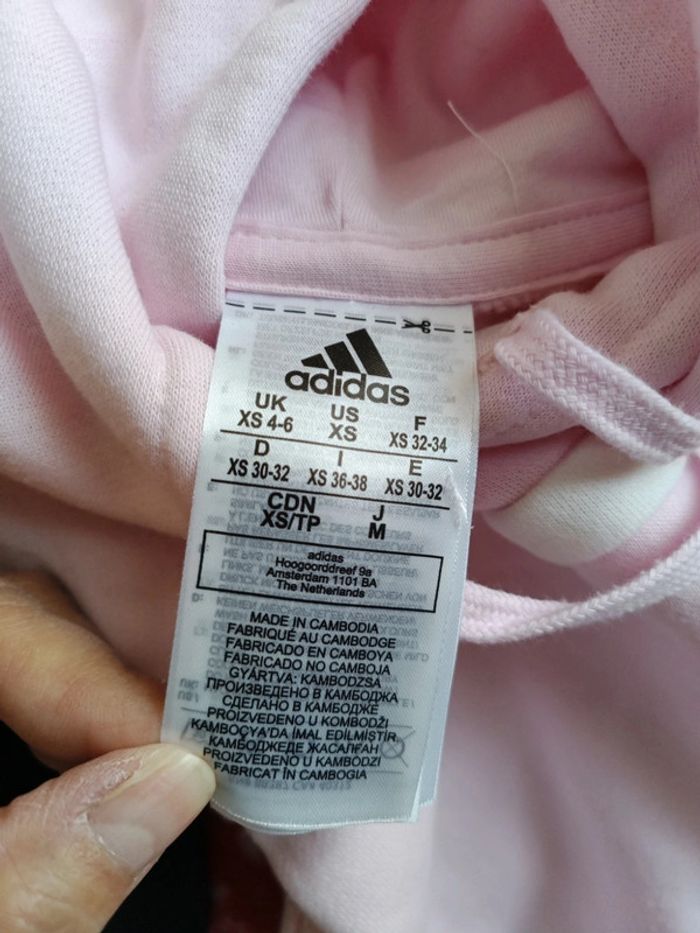 adidas
UK US F
XS 4-6 XS XS 32-34
D I E
XS 30-32 XS 36-38 XS 30-32
CDN J
XS/TP M
adidas
Hoogoorddreef 9a
Amsterdam 1101 BA
The Netherlands
MADE IN CAMBODIA
FABRIQUÉ AU CAMBODGE
FABRICADO EN CAMBOYA
FABRICADO NO CAMBOJA
GYÁRTVA: KAMBODZSA
ПРОИЗВЕДЕНО В КАМБОДЖА
СДЕЛАНО В КАМБОДЖЕ
PROIZVEDENO U KOMBODŽI
KAMBOÇYA'DA İMAL EDİLMİŞTİR
КАМБОДЖЕДЕ ЖАСАЛҒАН
PROIZVEDENO U KAMBODZI
FABRICAT ÎN CAMBOGIA